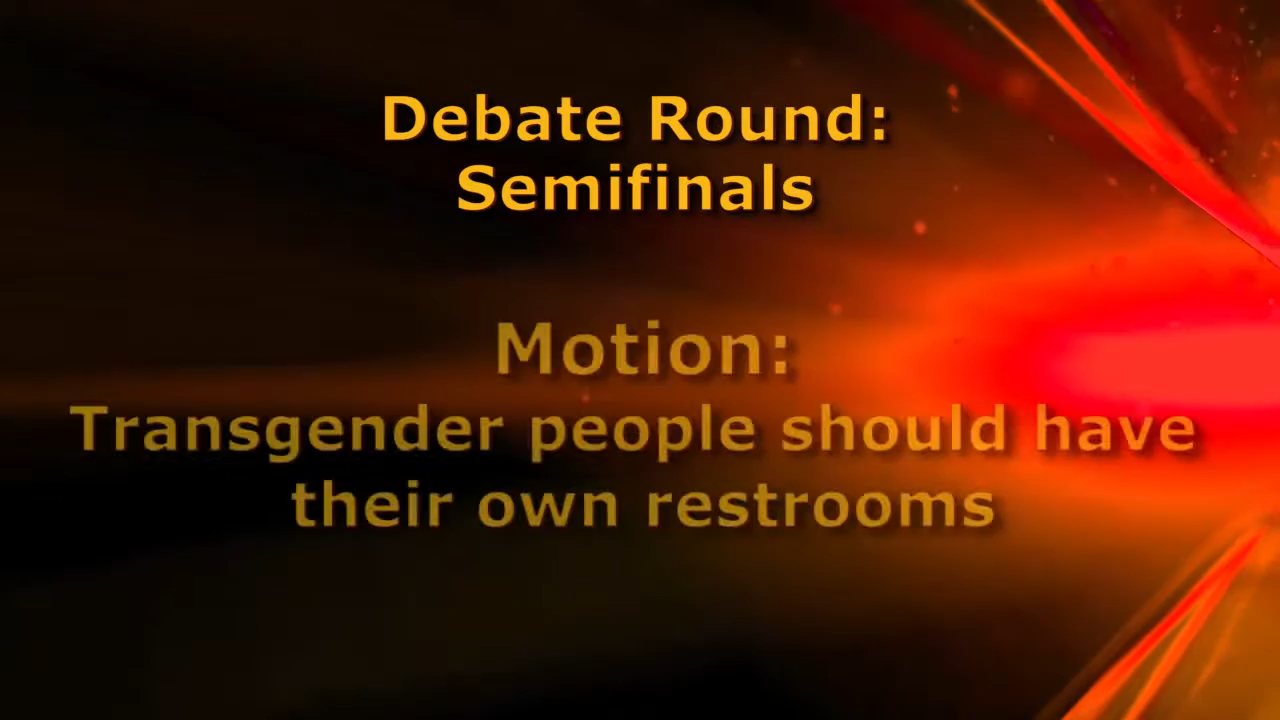 Debate Round:
Semifinals
Motion:
Transgender people should have
their own restrooms